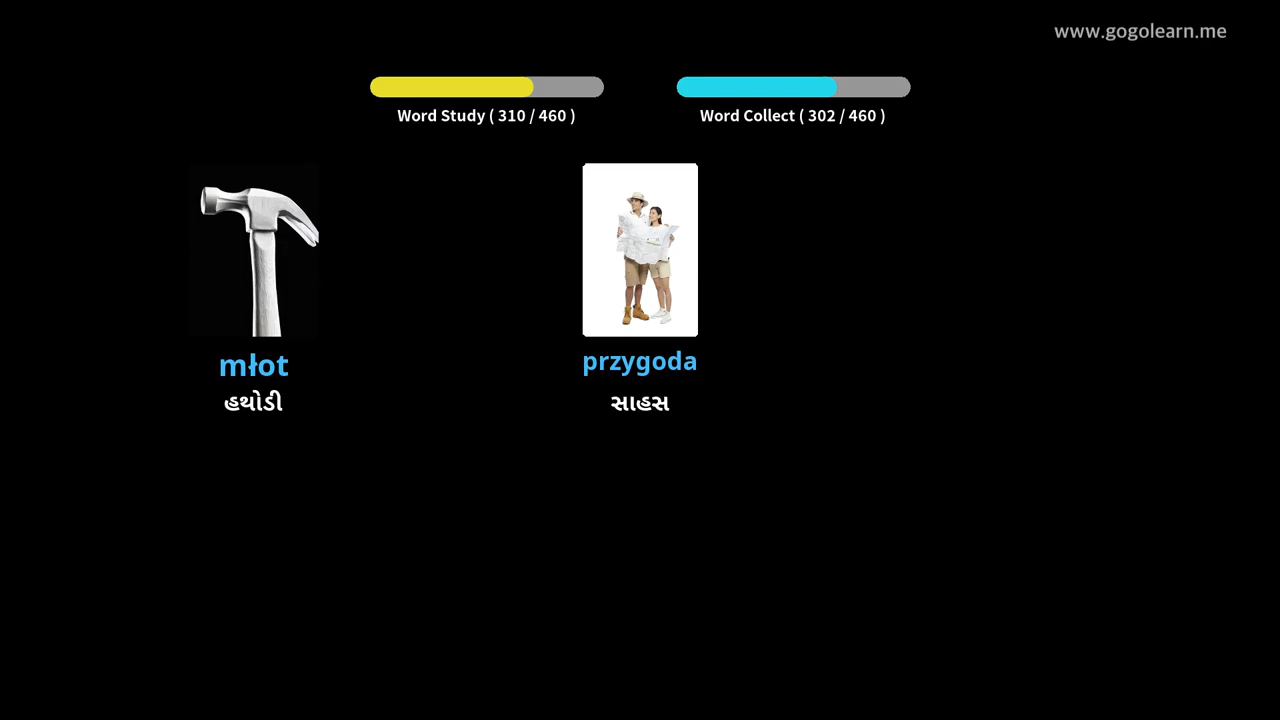 www.gogolearn.me
Word Study ( 310 / 460 )
Word Collect ( 302 / 460 )
młot
હથોડી
przygoda
સાહસ